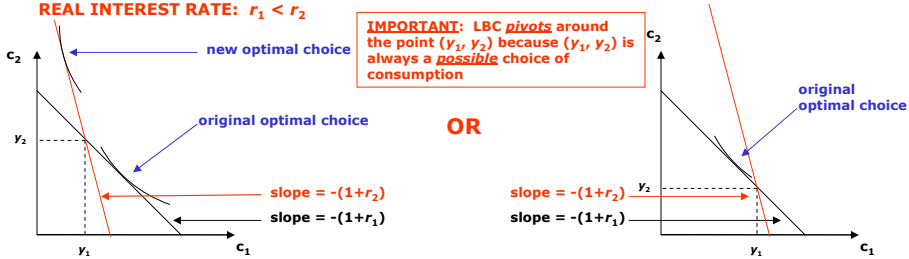 REAL INTEREST RATE: r₁ < r₂
IMPORTANT: LBC pivots around
the point (y₁, y₂) because (y₁, y₂) is
always a possible choice of
consumption
new optimal choice
c₂
original optimal choice
y₂
slope = -(1+r₂)
slope = -(1+r₁)
c₁
y₁
OR
c₂
original
optimal choice
slope = -(1+r₂)
y₂
slope = -(1+r₁)
c₁
y₁